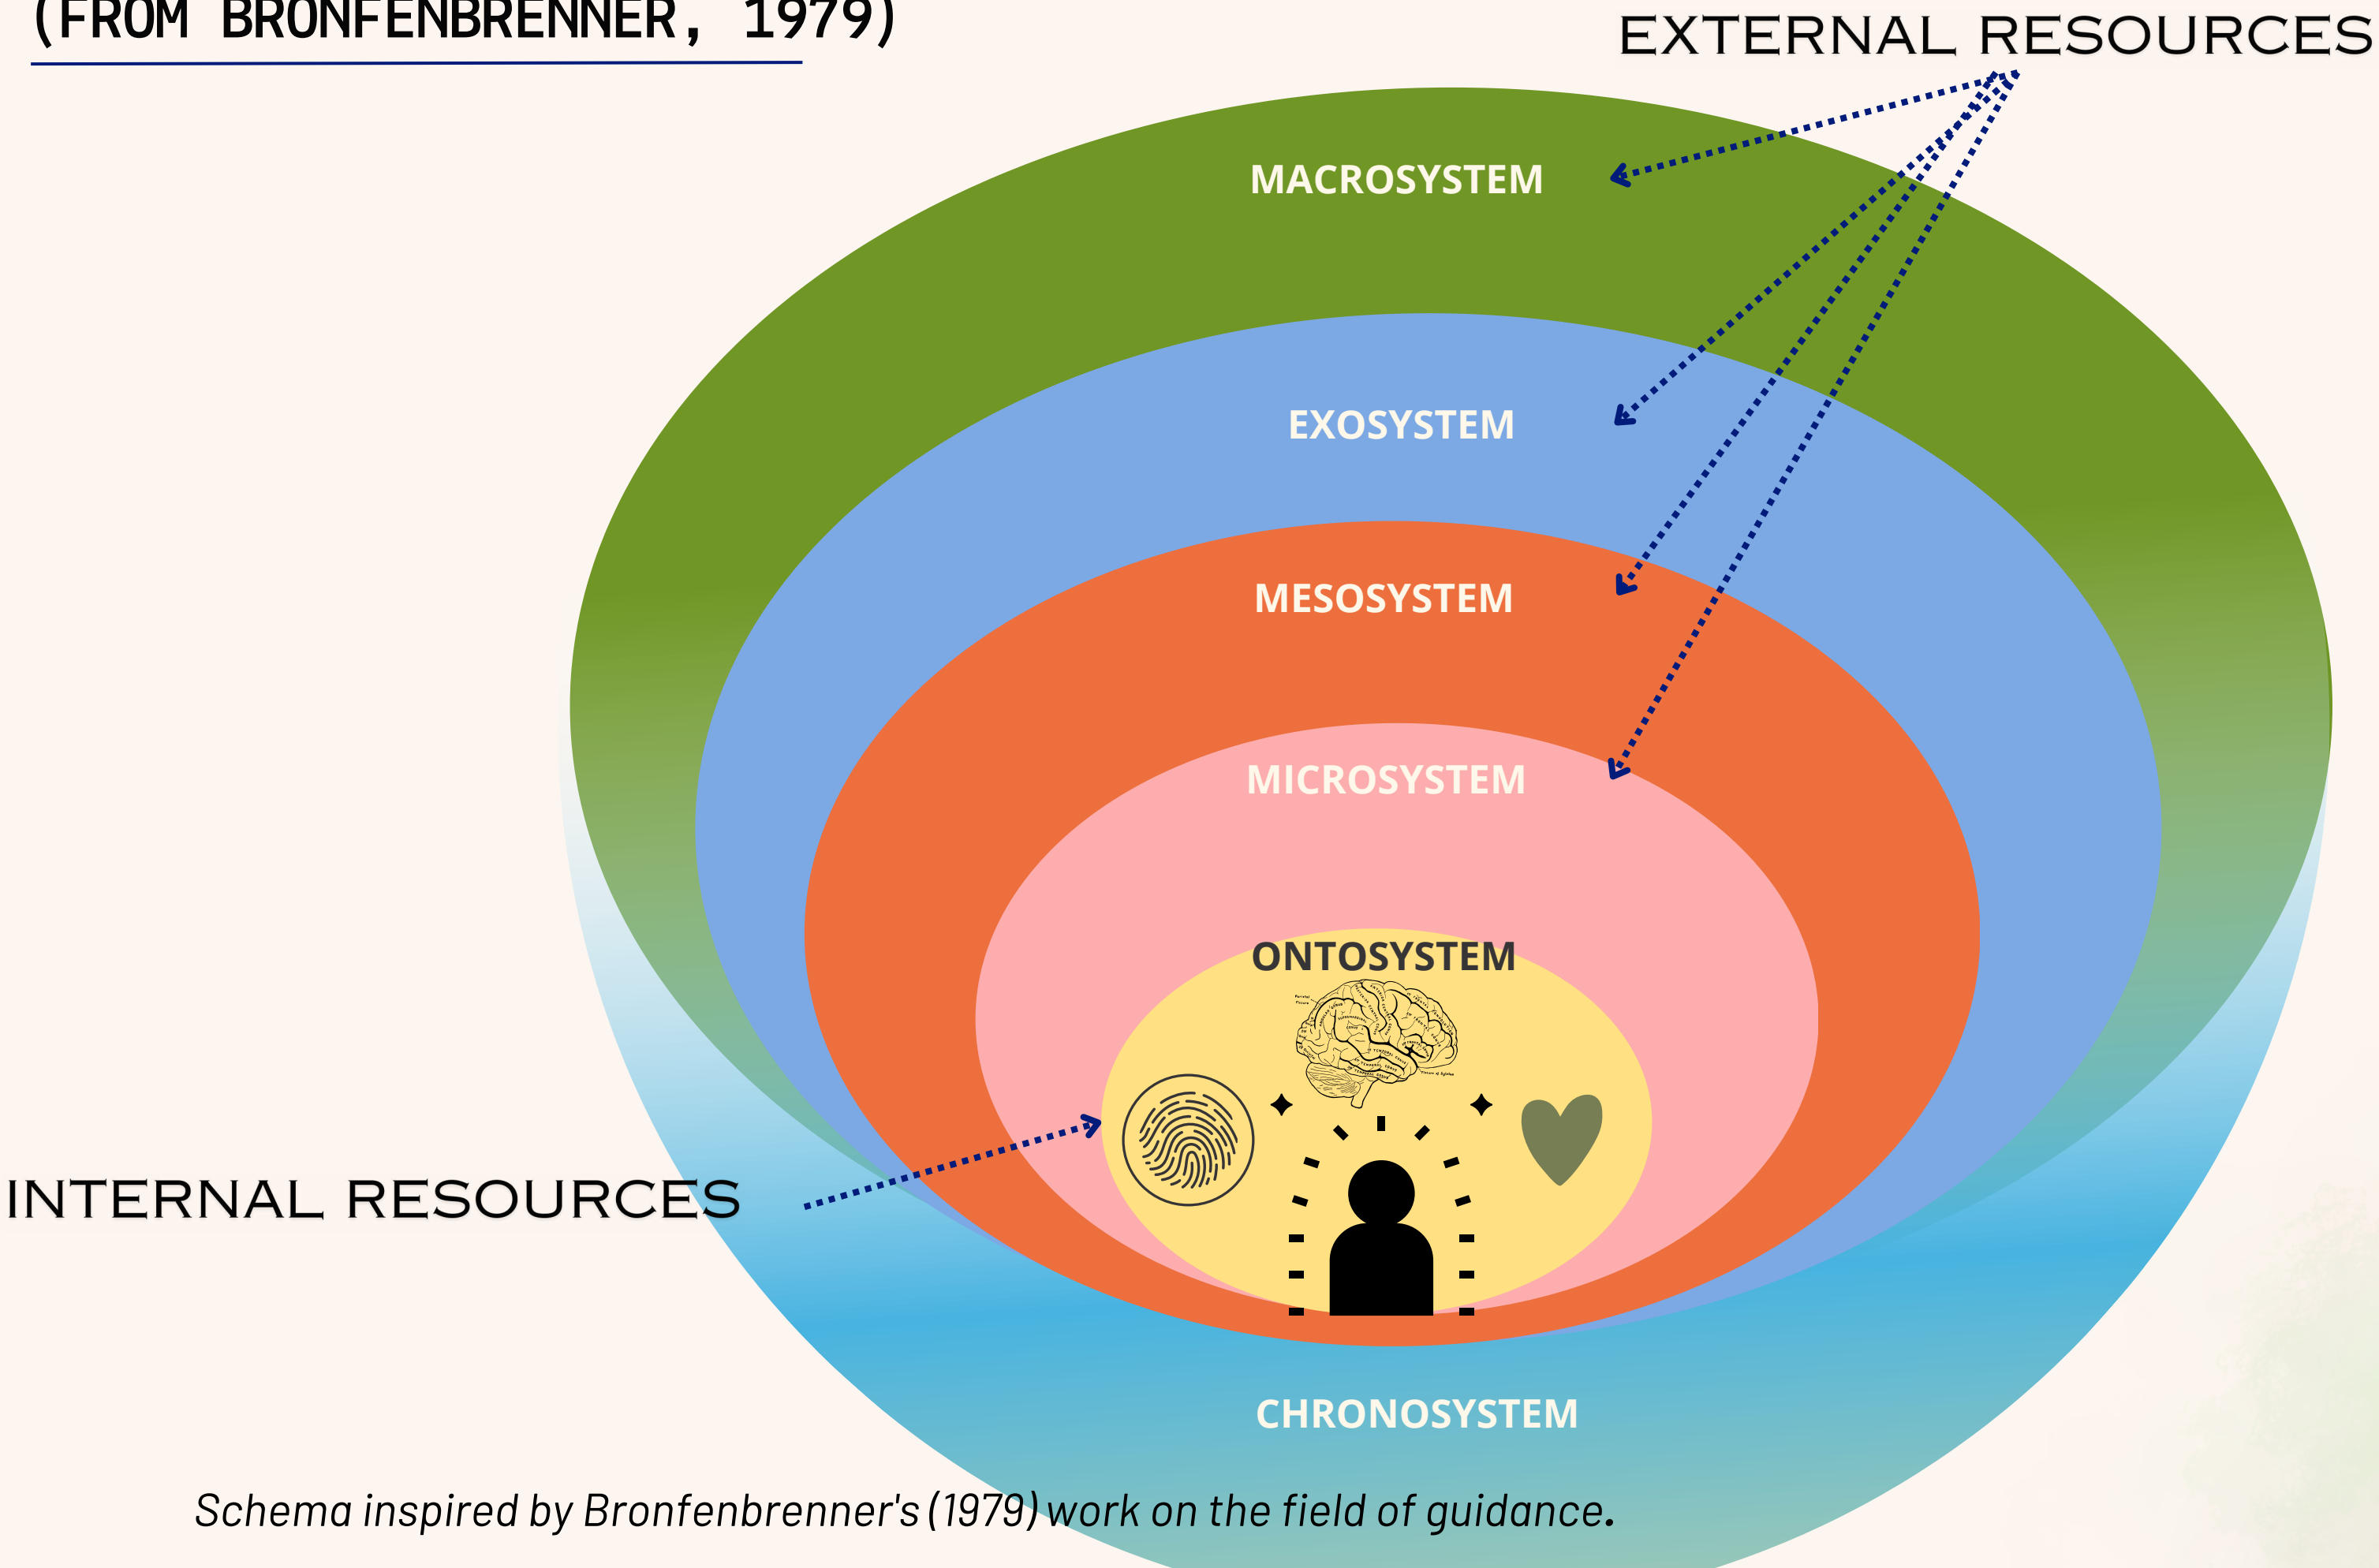 (FROM BRONFENBRENNER, 1979)
EXTERNAL RESOURCES
MACROSYSTEM
EXOSYSTEM
MESOSYSTEM
MICROSYSTEM
ONTOSYSTEM
INTERNAL RESOURCES
CHRONOSYSTEM
Schema inspired by Bronfenbrenner's (1979) work on the field of guidance.